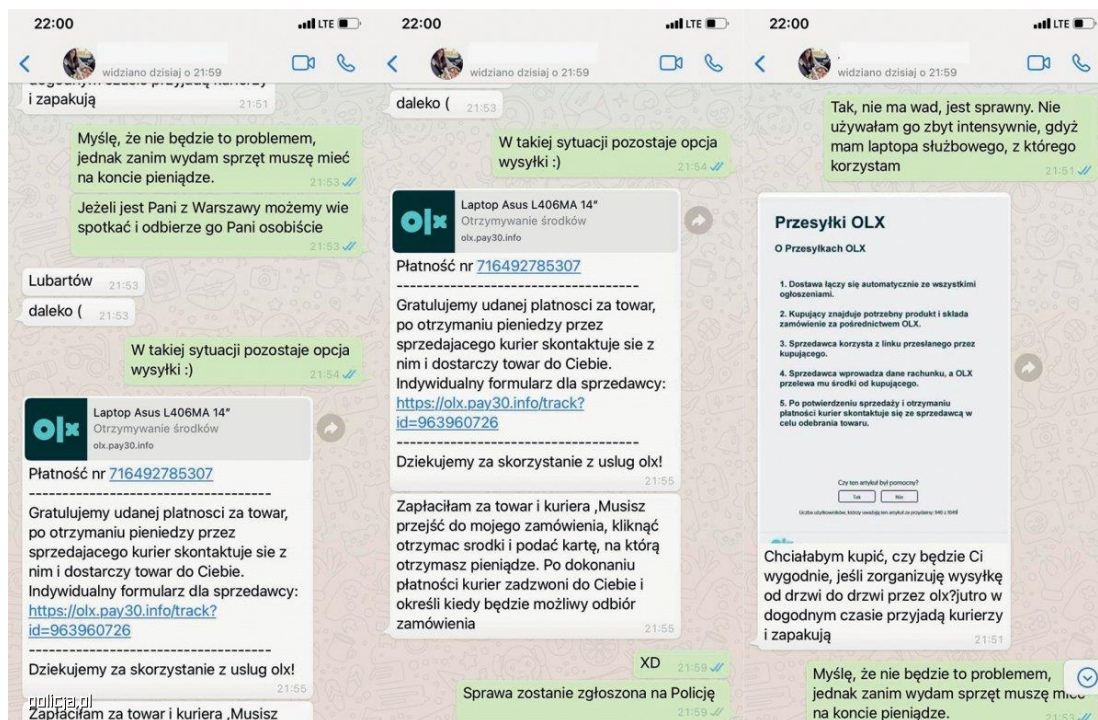 22:00
LTE
widziano dzisiaj o 21:59
i zapakują
21:51
Myślę, że nie będzie to problemem,
jednak zanim wydam sprzęt muszę mieć
na koncie pieniądze.
21:53
Jeżeli jest Pani z Warszawy możemy wie
spotkać i odbierze go Pani osobiście
21:53
Lubartów
21:53
daleko (
21:53
W takiej sytuacji pozostaje opcja
wysyłki :)
21:54
olx
Laptop Asus L406MA 14"
Otrzymywanie środków
olx.pay30.info
Płatność nr 716492785307
------------------------------------
Gratulujemy udanej platnosci za towar,
po otrzymaniu pieniedzy przez
sprzedajacego kurier skontaktuje sie z
nim i dostarczy towar do Ciebie.
Indywidualny formularz dla sprzedawcy:
https://olx.pay30.info/track?
id=963960726
------------------------------------
Dziekujemy za skorzystanie z uslug olx!
21:55
Zapłaciłam za towar i kuriera ,Musisz
policja.pl
22:00
LTE
widziano dzisiaj o 21:59
daleko (
21:53
W takiej sytuacji pozostaje opcja
wysyłki :)
21:54
olx
Laptop Asus L406MA 14"
Otrzymywanie środków
olx.pay30.info
Płatność nr 716492785307
------------------------------------
Gratulujemy udanej platnosci za towar,
po otrzymaniu pieniedzy przez
sprzedajacego kurier skontaktuje sie z
nim i dostarczy towar do Ciebie.
Indywidualny formularz dla sprzedawcy:
https://olx.pay30.info/track?
id=963960726
------------------------------------
Dziekujemy za skorzystanie z uslug olx!
21:55
Zapłaciłam za towar i kuriera ,Musisz
przejść do mojego zamówienia, kliknąć
otrzymac srodki i podać kartę, na którą
otrzymasz pieniądze. Po dokonaniu
płatności kurier zadzwoni do Ciebie i
określi kiedy będzie możliwy odbiór
zamówienia
21:55
XD
21:59
Sprawa zostanie zgłoszona na Policję
21:59
22:00
LTE
widziano dzisiaj o 21:59
Tak, nie ma wad, jest sprawny. Nie
używałam go zbyt intensywnie, gdyż
mam laptopa służbowego, z którego
korzystam
21:51
Przesyłki OLX
O Przesyłkach OLX
1. Dostawa łączy się automatycznie ze wszystkimi
ogłoszeniami.
2. Kupujący znajduje potrzebny produkt i składa
zamówienie za pośrednictwem OLX.
3. Sprzedawca korzysta z linku przesłanego przez
kupującego.
4. Sprzedawca wprowadza dane rachunku, a OLX
przelewa mu środki od kupującego.
5. Po potwierdzeniu sprzedaży i otrzymaniu
płatności kurier skontaktuje się ze sprzedawcą w
celu odebrania towaru.
Czy ten artykuł był pomocny?
Tak
Nie
Chciałabym kupić, czy będzie Ci
wygodnie, jeśli zorganizuję wysyłkę
od drzwi do drzwi przez olx?jutro w
dogodnym czasie przyjadą kurierzy
i zapakują
21:51
Myślę, że nie będzie to problemem,
jednak zanim wydam sprzęt muszę mieć
na koncie pieniądze.
21:53